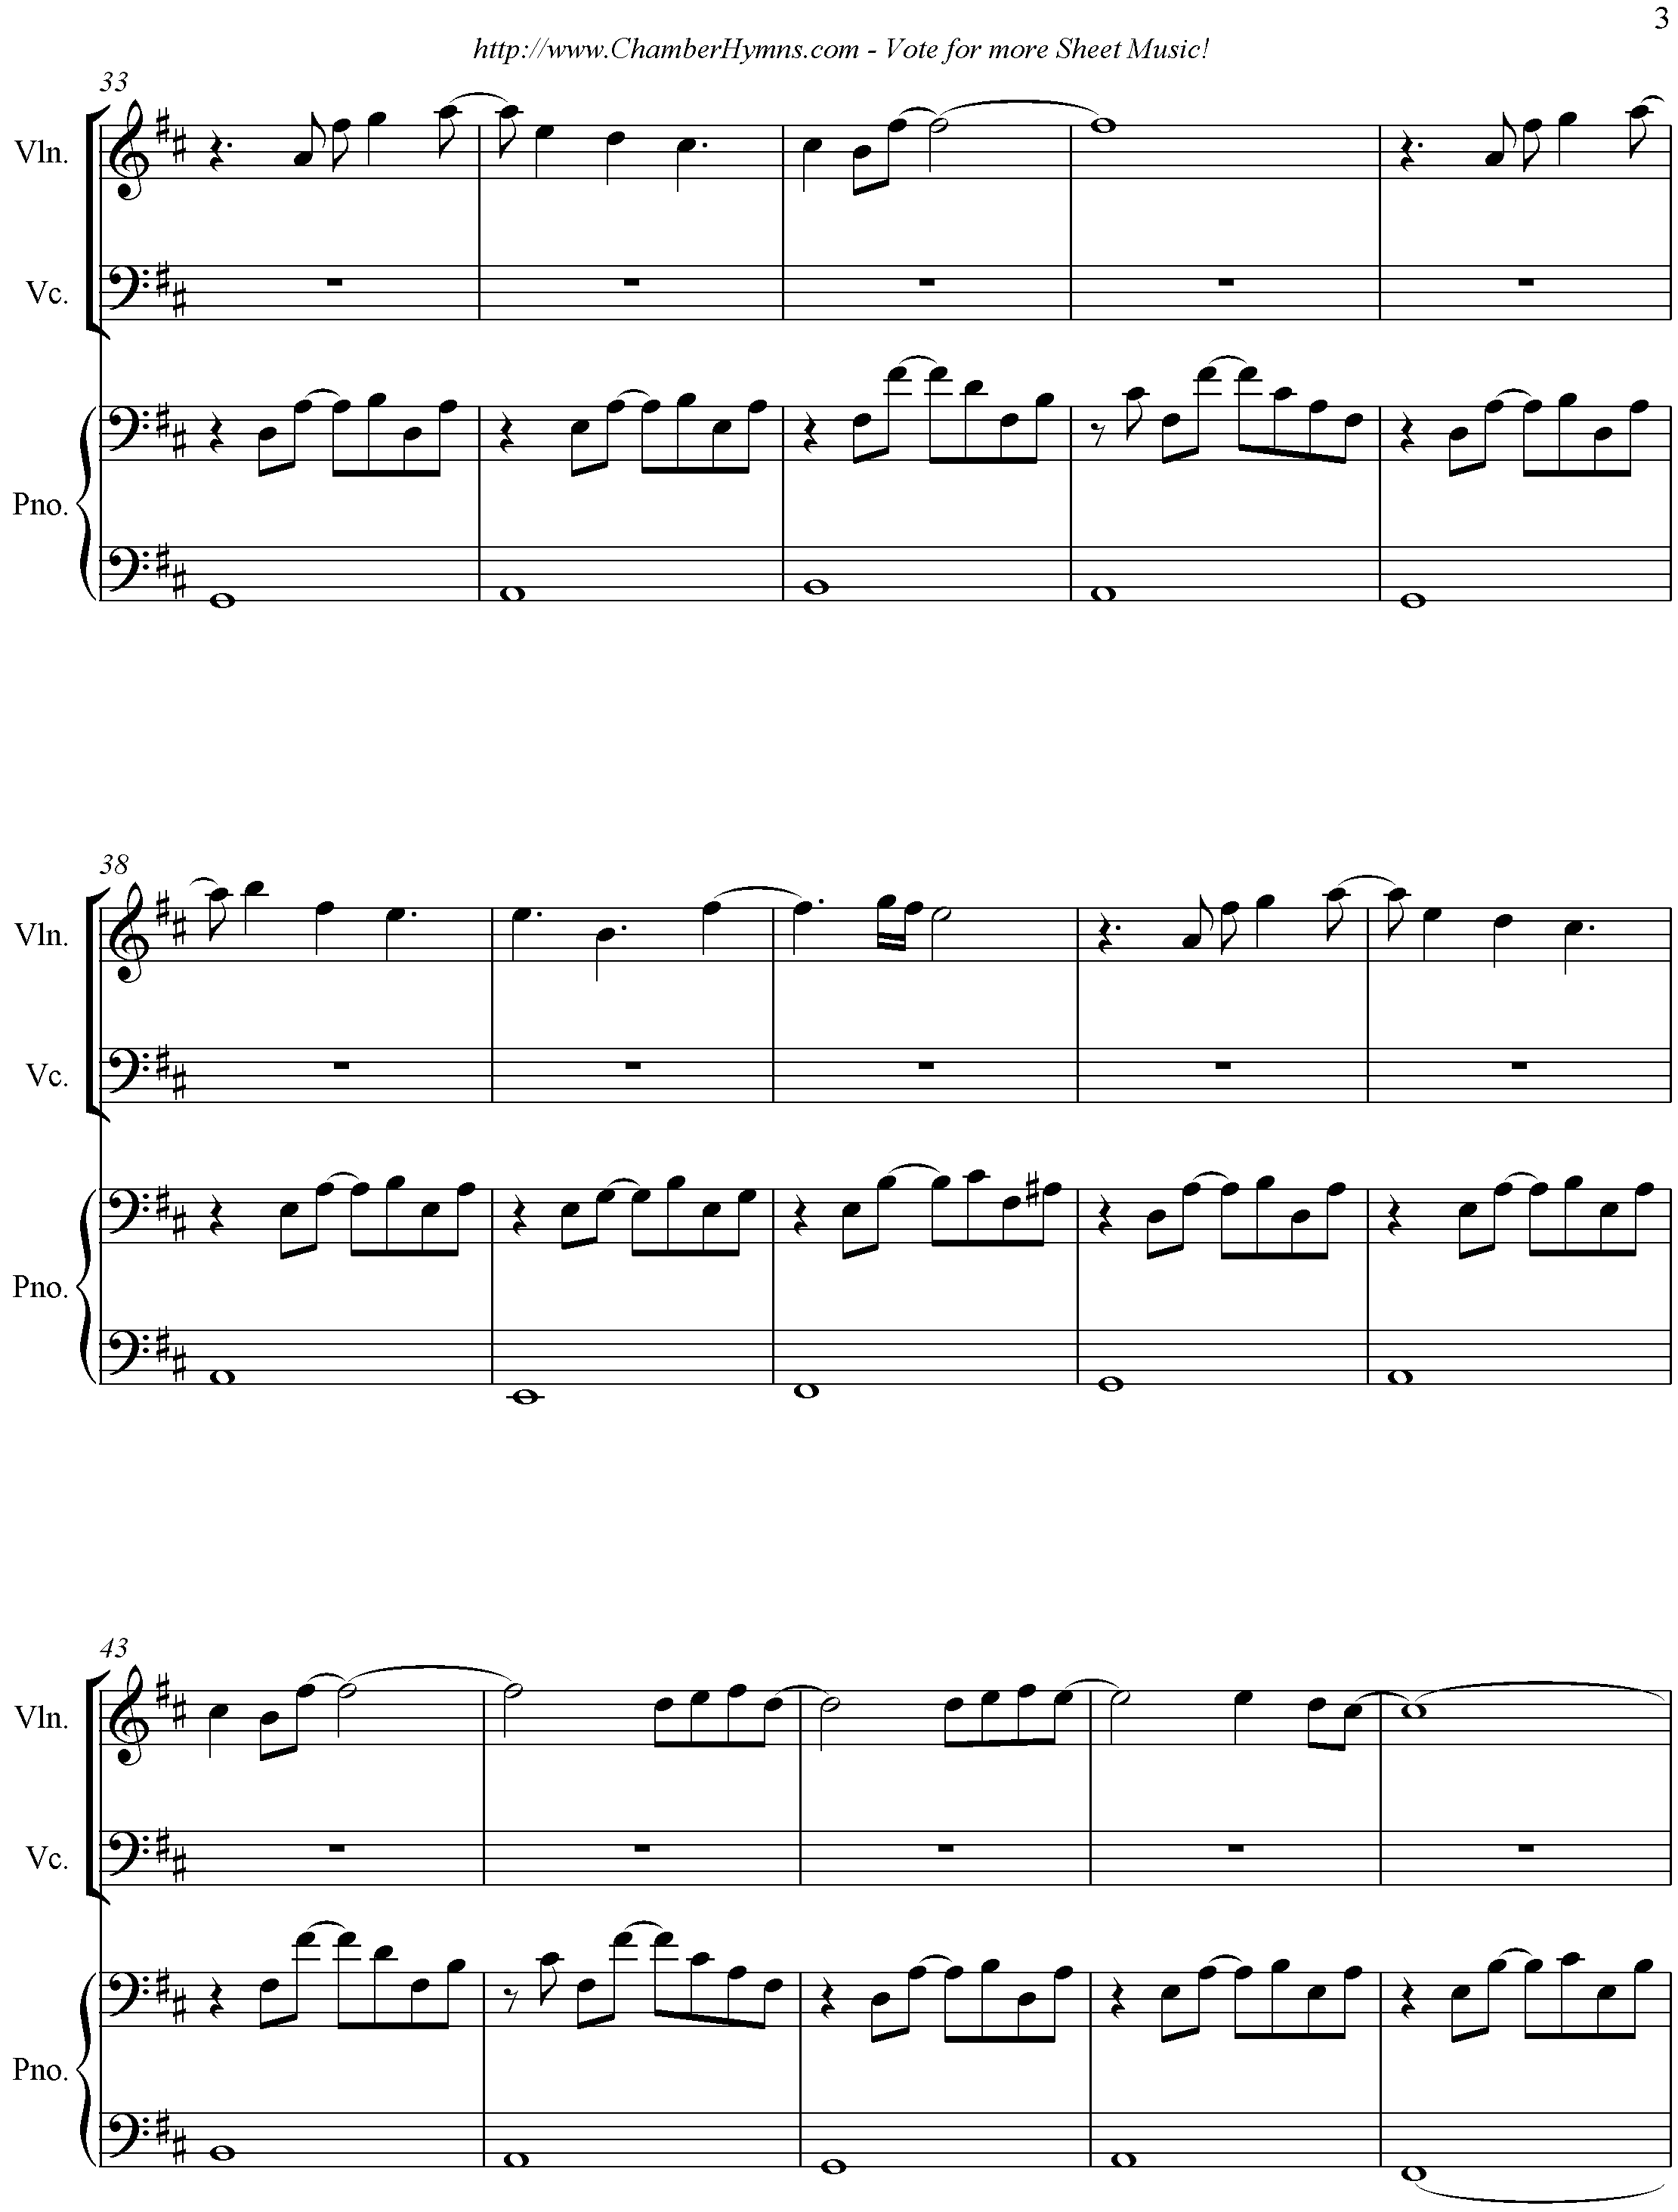 3
http://www.ChamberHymns.com - Vote for more Sheet Music!
33
Vln.
Vc.
Pno.
38
Vln.
Vc.
Pno.
43
Vln.
Vc.
Pno.